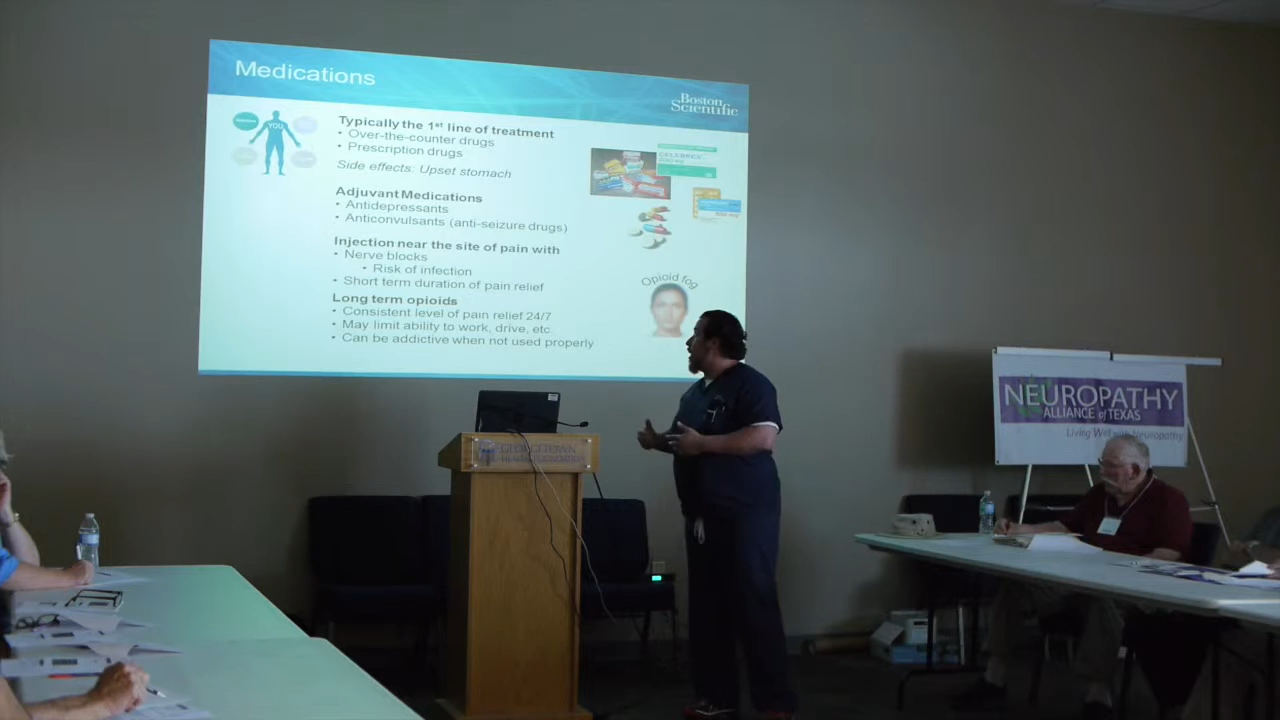 Medications
Boston
Scientific
YOU
Typically the 1st line of treatment
• Over-the-counter drugs
• Prescription drugs
Side effects: Upset stomach
CELEBREX
Adjuvant Medications
• Antidepressants
• Anticonvulsants (anti-seizure drugs)
Injection near the site of pain with
• Nerve blocks
• Risk of infection
• Short term duration of pain relief
Opioid fog
Long term opioids
• Consistent level of pain relief 24/7
• May limit ability to work, drive, etc.
• Can be addictive when not used properly
GEORGETOWN
NEUROPATHY
ALLIANCE of TEXAS
Living Well with Neuropathy